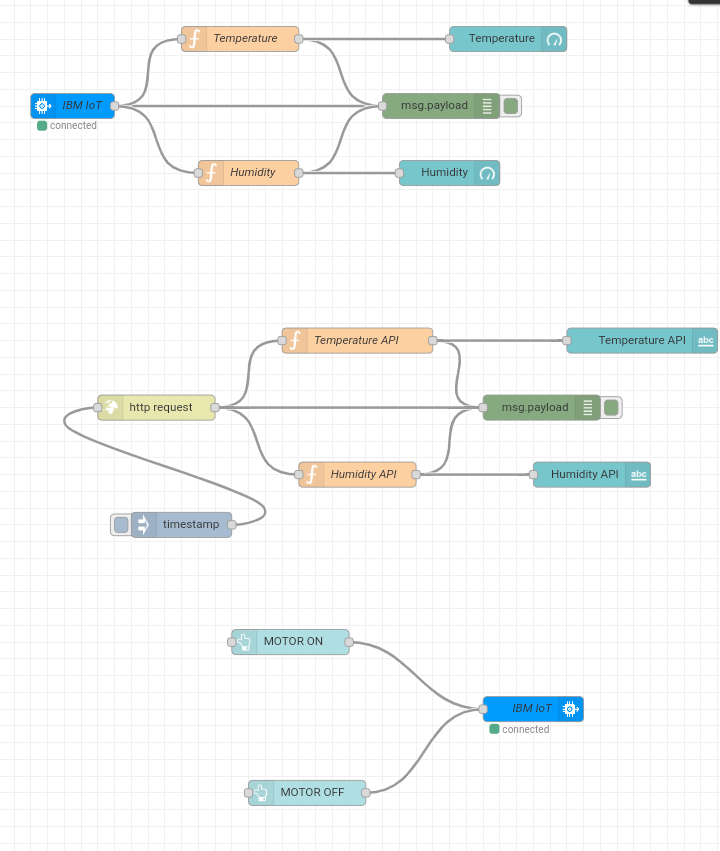 Temperature
Temperature
IBM IoT
msg.payload
connected
Humidity
Humidity
Temperature API
Temperature API
abc
http request
msg.payload
Humidity API
Humidity API
abc
timestamp
MOTOR ON
IBM IoT
connected
MOTOR OFF